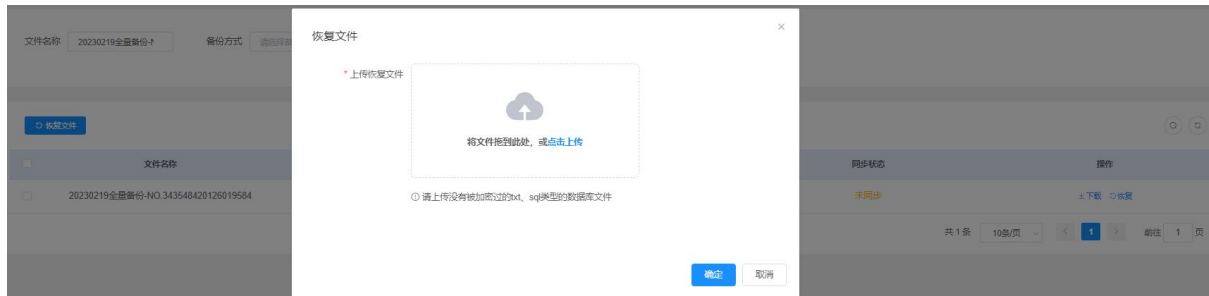 恢复文件
文件名称 20230219全量备份-N
备份方式
* 上传恢复文件
将文件拖到此处，或点击上传
请上传没有被加密过的txt、sql类型的数据库文件
确定 取消
恢复文件
文件名称 同步状态 操作
20230219全量备份-NO.343548420126019584 未同步 下载 恢复
共1条 10条/页 1 前往 1 页